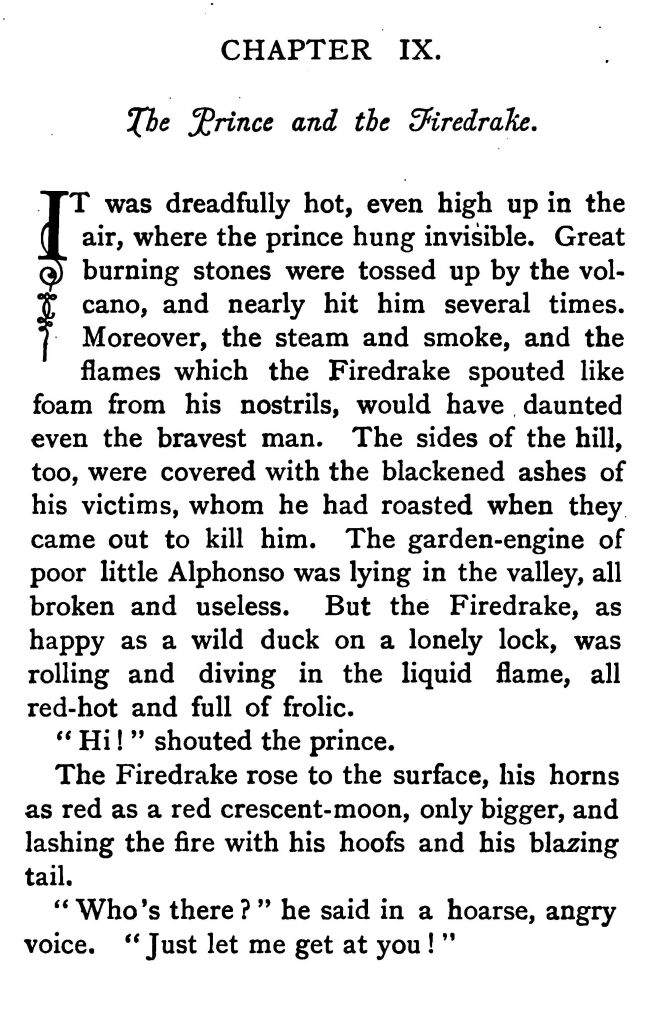 CHAPTER IX.
The Prince and the Firedrake.
IT was dreadfully hot, even high up in the
air, where the prince hung invisible. Great
burning stones were tossed up by the vol-
cano, and nearly hit him several times.
Moreover, the steam and smoke, and the
flames which the Firedrake spouted like
foam from his nostrils, would have daunted
even the bravest man. The sides of the hill,
too, were covered with the blackened ashes of
his victims, whom he had roasted when they
came out to kill him. The garden-engine of
poor little Alphonso was lying in the valley, all
broken and useless. But the Firedrake, as
happy as a wild duck on a lonely lock, was
rolling and diving in the liquid flame, all
red-hot and full of frolic.
“Hi!” shouted the prince.
The Firedrake rose to the surface, his horns
as red as a red crescent-moon, only bigger, and
lashing the fire with his hoofs and his blazing
tail.
“Who's there?” he said in a hoarse, angry
voice. “Just let me get at you!”